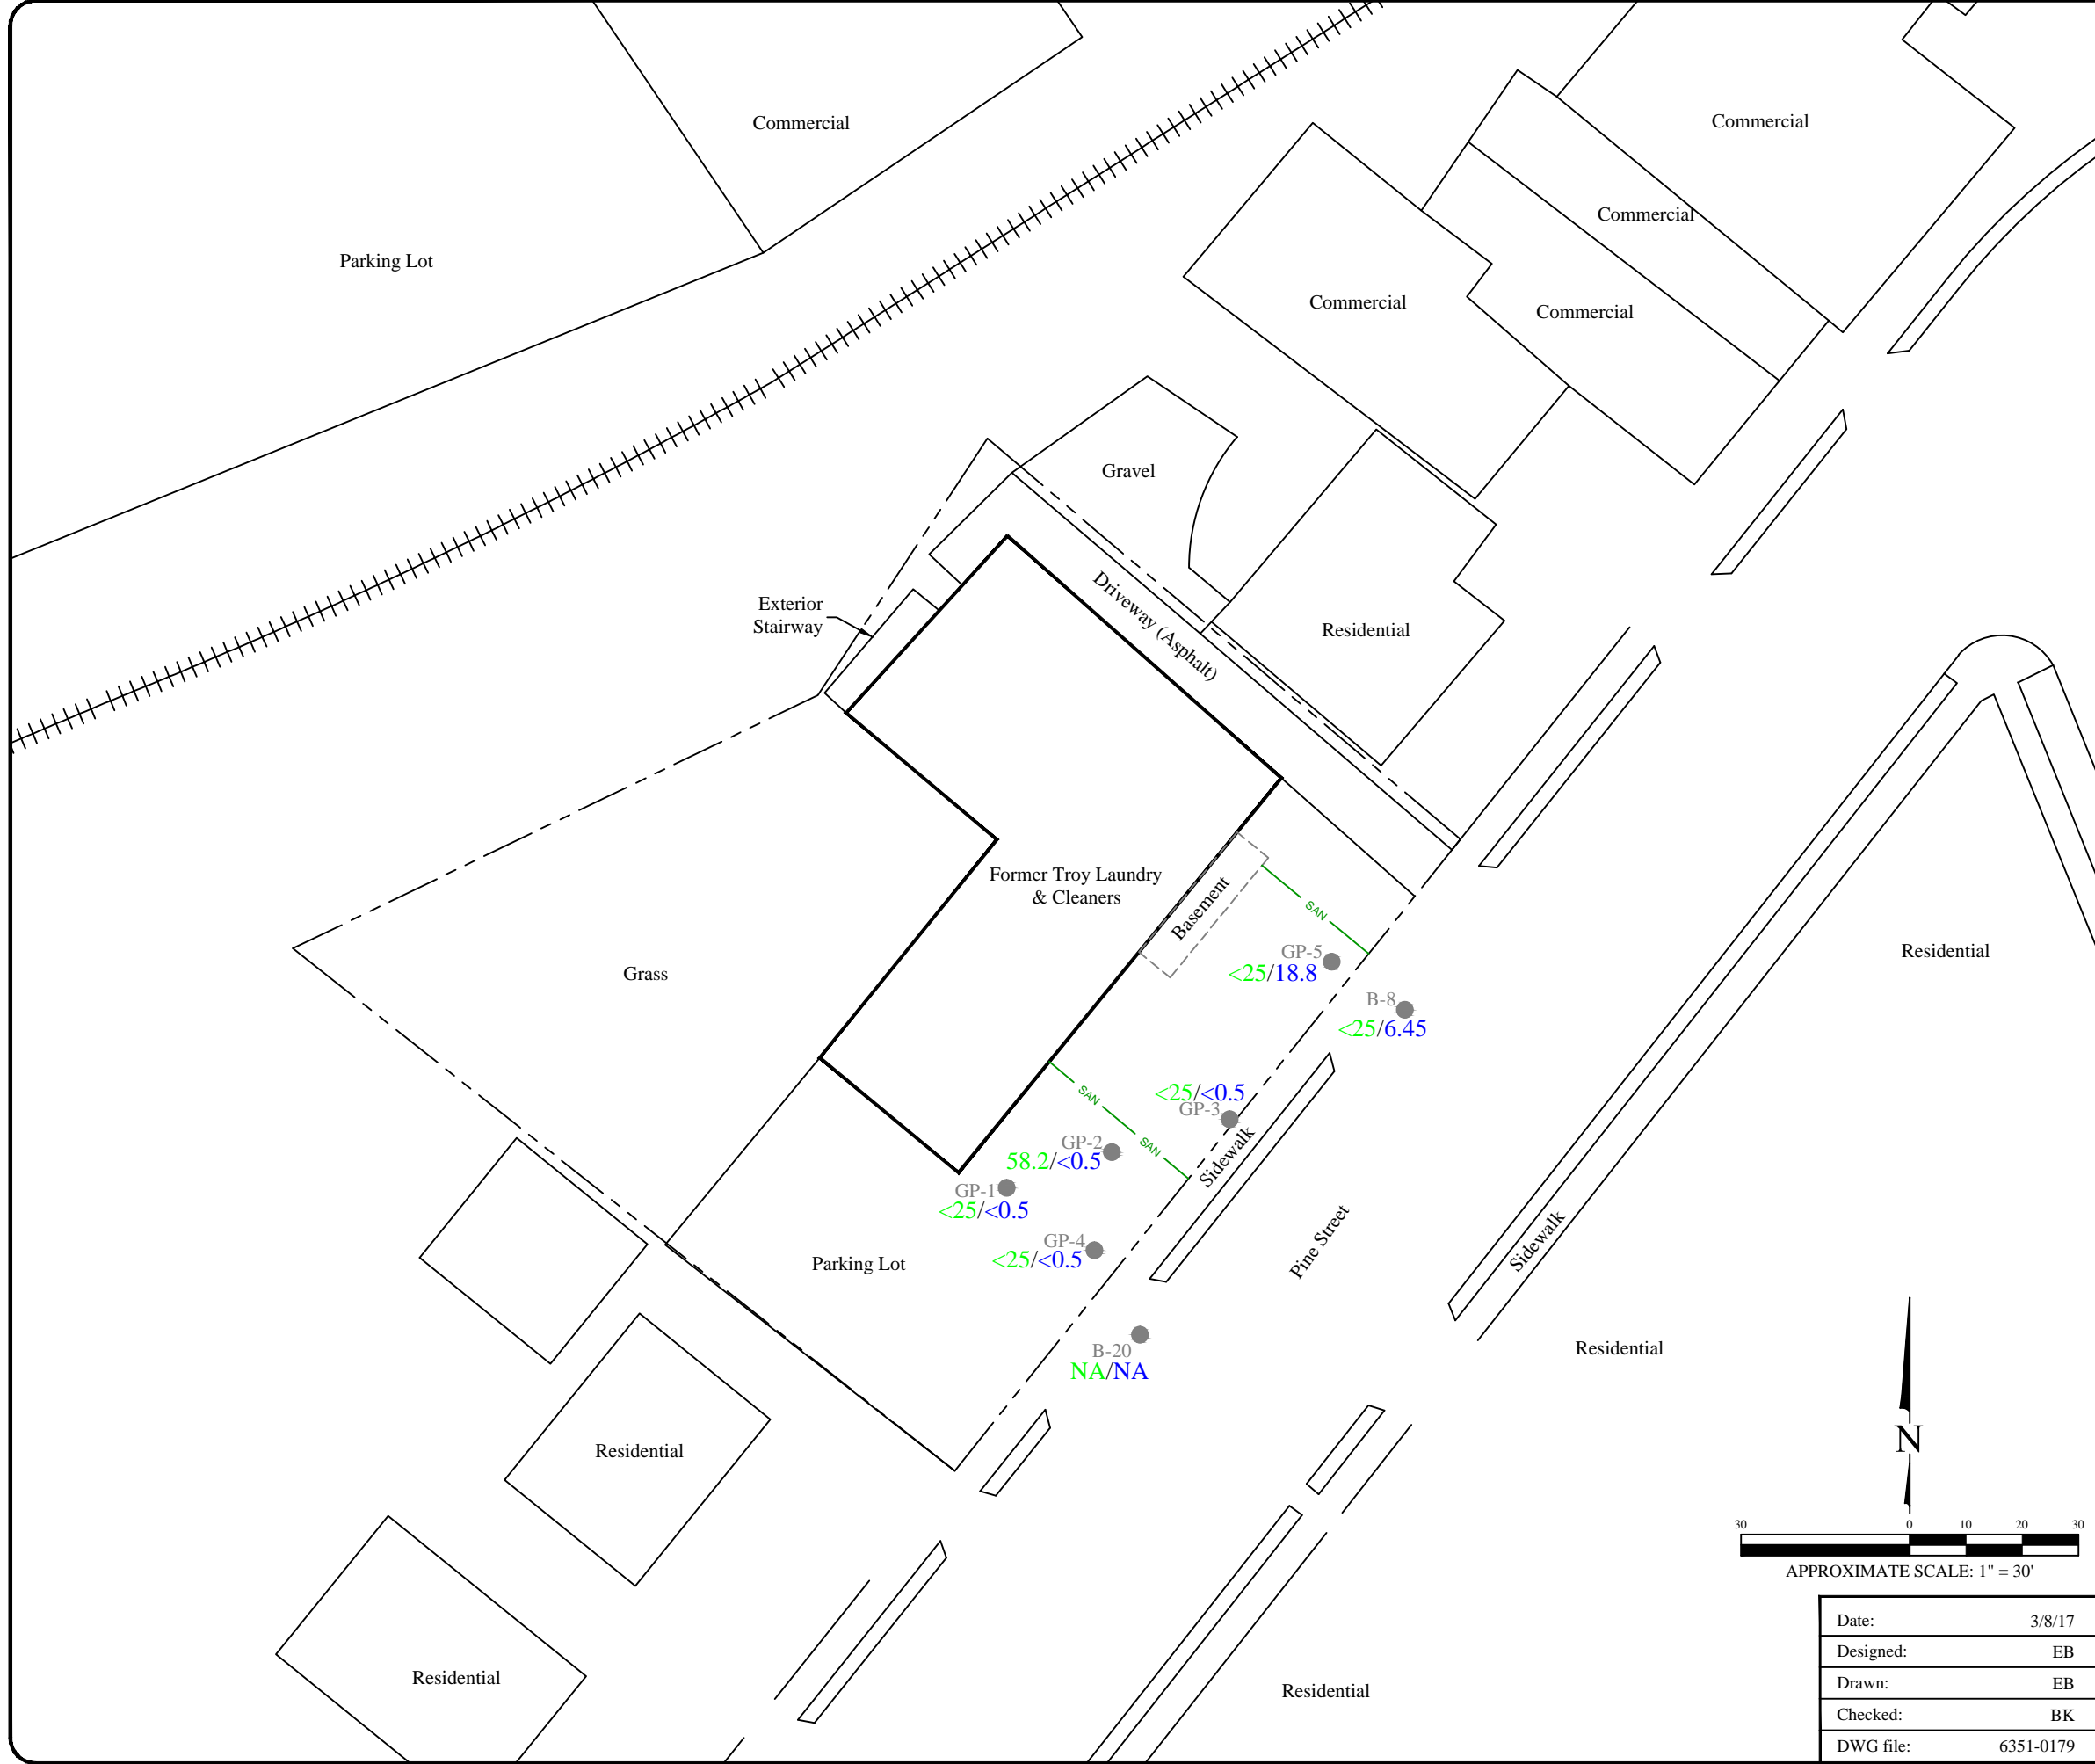 Commercial
Commercial
Commercial
Parking Lot
Commercial
Commercial
Gravel
Exterior
Stairway
Driveway (Asphalt)
Residential
Former Troy Laundry
& Cleaners
Basement
SAN
Grass
GP-5
<25/18.8
B-8
<25/6.45
Residential
SAN
SAN
<25/<0.5
GP-3
Sidewalk
GP-2
58.2/<0.5
GP-1
<25/<0.5
GP-4
<25/<0.5
Parking Lot
Pine Street
Sidewalk
B-20
NA/NA
Residential
Residential
N
30 0 10 20 30
APPROXIMATE SCALE: 1" = 30'
Residential
Residential
Date: 3/8/17
Designed: EB
Drawn: EB
Checked: BK
DWG file: 6351-0179